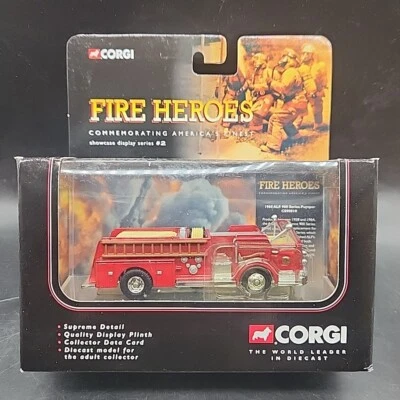 CORGI
FIRE HEROES
COMMEMORATING AMERICA'S FINEST
showcase display series #2
FIRE HEROES
• Supreme Detail
• Quality Display Plinth
• Collector Data Card
• Diecast model for
the adult collector
CORGI
THE WORLD LEADER
IN DIECAST